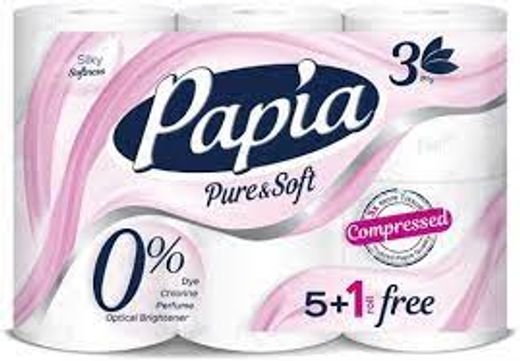 Silky
Softness
3
Ply
Papia
Pure&Soft
Compressed
0%
Dye
Chlorine
Perfume
Optical Brightener
5+1 roll free